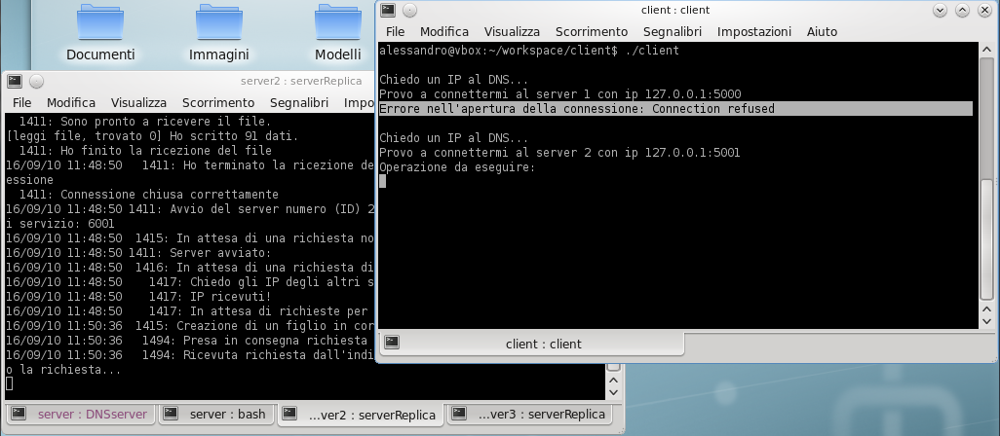 Documenti
Immagini
Modelli
server2 : serverReplica
File Modifica Visualizza Scorrimento Segnalibri Impo
1411: Sono pronto a ricevere il file.
[leggi file, trovato 0] Ho scritto 91 dati.
1411: Ho finito la ricezione del file
16/09/10 11:48:50 1411: Ho terminato la ricezione de
essione
1411: Connessione chiusa correttamente
16/09/10 11:48:50 1411: Avvio del server numero (ID) 2
i servizio: 6001
16/09/10 11:48:50 1415: In attesa di una richiesta no
16/09/10 11:48:50 1411: Server avviato:
16/09/10 11:48:50 1416: In attesa di una richiesta di
16/09/10 11:48:50 1417: Chiedo gli IP degli altri s
16/09/10 11:48:50 1417: IP ricevuti!
16/09/10 11:48:50 1417: In attesa di richieste per
16/09/10 11:50:36 1415: Creazione di un figlio in cor
16/09/10 11:50:36 1494: Presa in consegna richiesta
16/09/10 11:50:36 1494: Ricevuta richiesta dall'indi
o la richiesta...
server : DNSserver
server : bash
...ver2 : serverReplica
...ver3 : serverReplica
client : client
File Modifica Visualizza Scorrimento Segnalibri Impostazioni Aiuto
alessandro@vbox:~/workspace/client$ ./client
Chiedo un IP al DNS...
Provo a connettermi al server 1 con ip 127.0.0.1:5000
Errore nell'apertura della connessione: Connection refused
Chiedo un IP al DNS...
Provo a connettermi al server 2 con ip 127.0.0.1:5001
Operazione da eseguire:
client : client